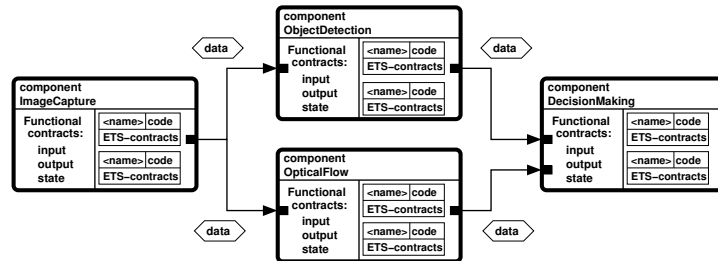 component
ImageCapture
Functional
contracts:
input
output
state
<name> code
ETS−contracts
<name> code
ETS−contracts
data
data
component
ObjectDetection
Functional
contracts:
input
output
state
<name> code
ETS−contracts
<name> code
ETS−contracts
component
OpticalFlow
Functional
contracts:
input
output
state
<name> code
ETS−contracts
<name> code
ETS−contracts
data
data
component
DecisionMaking
Functional
contracts:
input
output
state
<name> code
ETS−contracts
<name> code
ETS−contracts